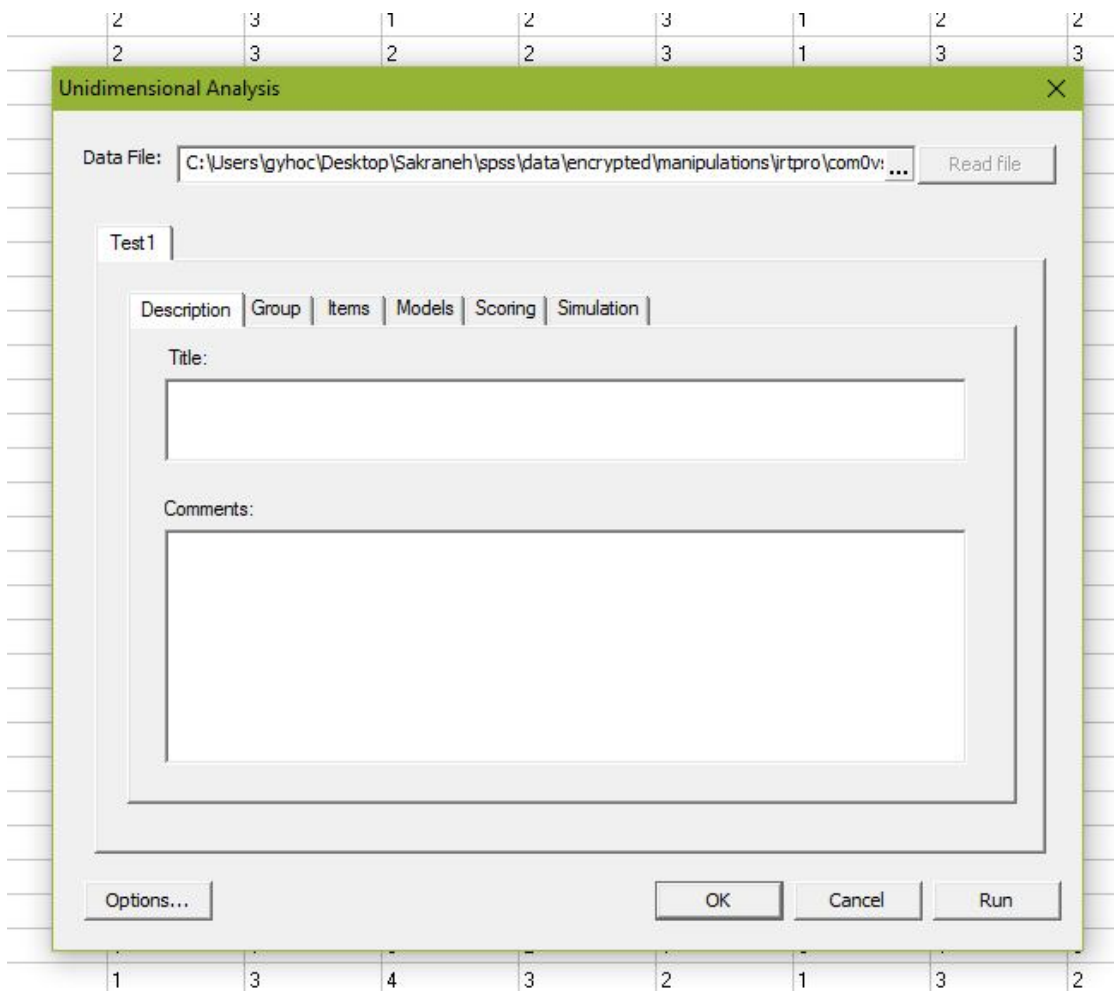 2 3 1 2 3 1 2 2
2 3 2 2 3 1 3 3
Unidimensional Analysis
Data File: C:\Users\gyhoc\Desktop\Sakraneh\spss\data\encrypted\manipulations\irtpro\com0v ... Read file
Test1
Description Group Items Models Scoring Simulation
Title:
Comments:
Options... OK Cancel Run
1 3 4 3 2 1 3 2